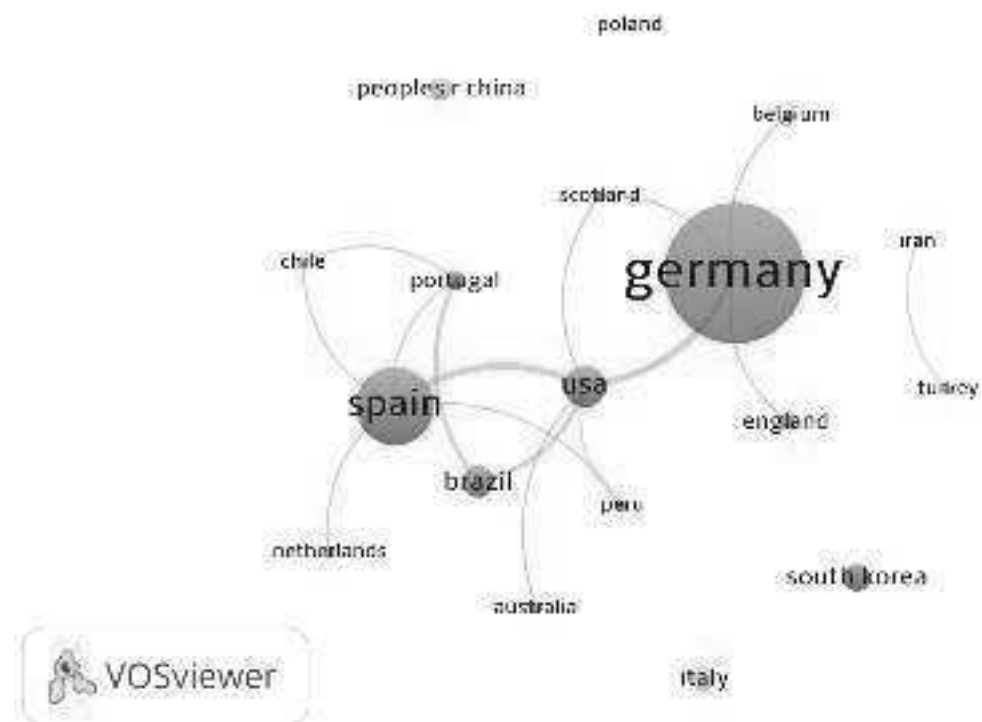 poland
peoples r china
belgium
scotland
iran
chile
germany
portugal
usa
turkey
spain
england
brazil
peru
netherlands
south korea
australia
VOSviewer
italy